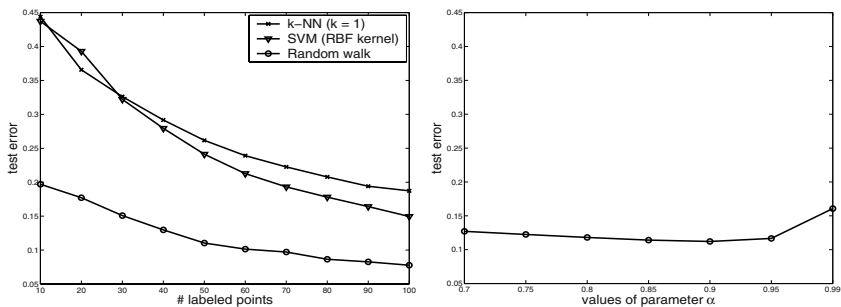 k-NN (k = 1)
SVM (RBF kernel)
Random walk
test error
0.45
0.4
0.35
0.3
0.25
0.2
0.15
0.1
0.05
10 20 30 40 50 60 70 80 90 100
# labeled points
test error
0.45
0.4
0.35
0.3
0.25
0.2
0.15
0.1
0.05
0.7 0.75 0.8 0.85 0.9 0.95 0.99
values of parameter α